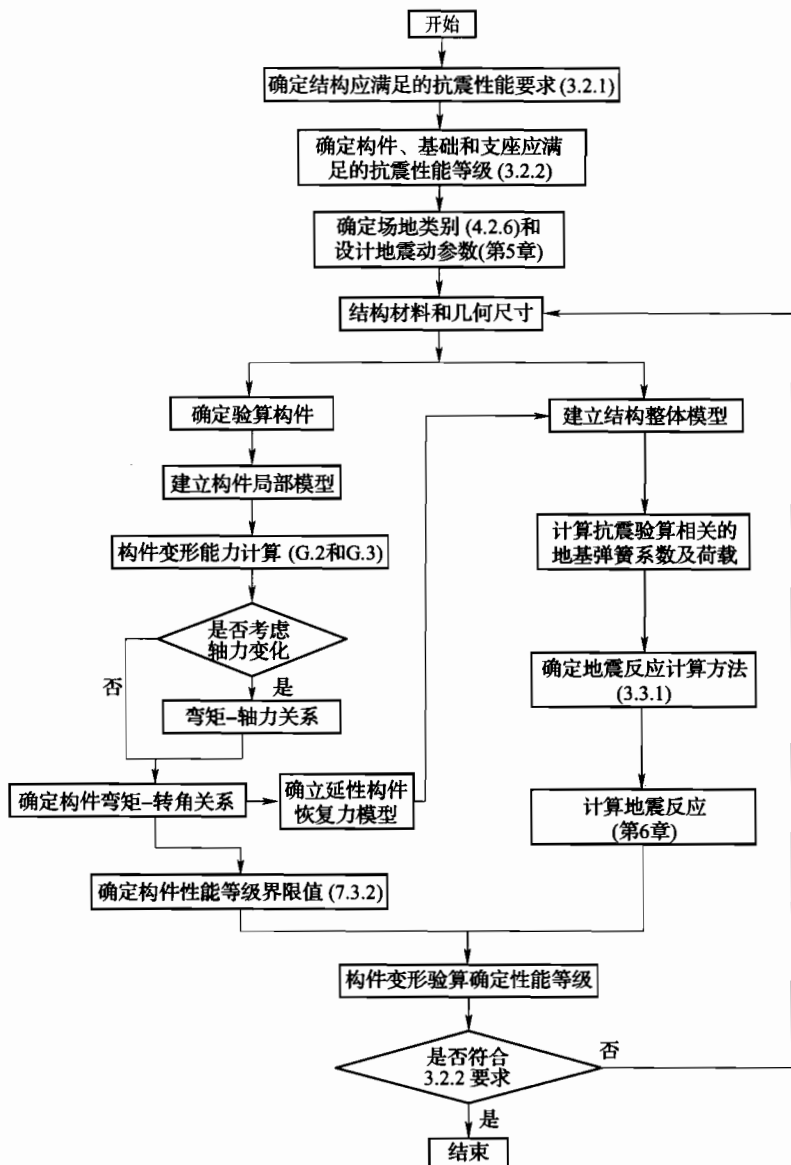 开始
确定结构应满足的抗震性能要求(3.2.1)
确定构件、基础和支座应满
足的抗震性能等级(3.2.2)
确定场地类别(4.2.6)和
设计地震动参数(第5章)
结构材料和几何尺寸
确定验算构件
建立构件局部模型
构件变形能力计算(G.2和G.3)
是否考虑
轴力变化
否
是
弯矩-轴力关系
确定构件弯矩-转角关系
确立延性构件
恢复力模型
确定构件性能等级界限值(7.3.2)
建立结构整体模型
计算抗震验算相关的
地基弹簧系数及荷载
确定地震反应计算方法
(3.3.1)
计算地震反应
(第6章)
构件变形验算确定性能等级
是否符合
3.2.2要求
否
是
结束